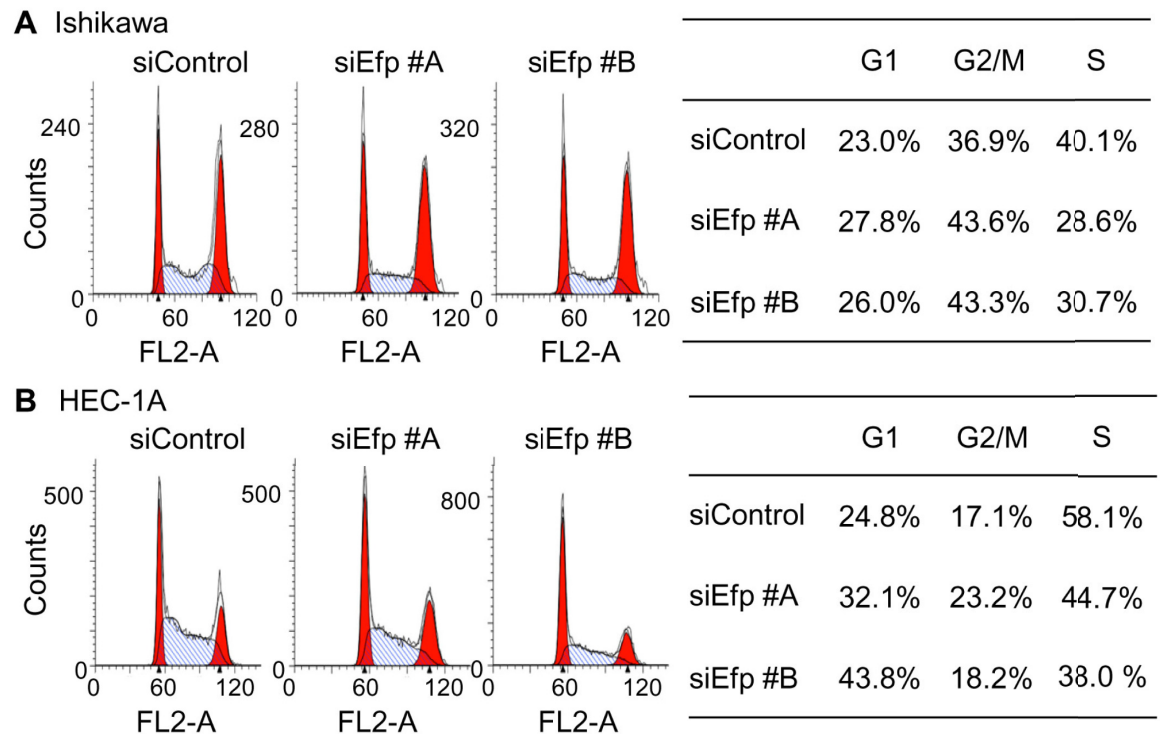 A Ishikawa
siControl siEfp #A siEfp #B
240 280 320
Counts
0 0 0
0 60 120 0 60 120 0 60 120
FL2-A FL2-A FL2-A
G1 G2/M S
siControl 23.0% 36.9% 40.1%
siEfp #A 27.8% 43.6% 28.6%
siEfp #B 26.0% 43.3% 30.7%
B HEC-1A
siControl siEfp #A siEfp #B
500 500 800
Counts
0 0 0
0 60 120 0 60 120 0 60 120
FL2-A FL2-A FL2-A
G1 G2/M S
siControl 24.8% 17.1% 58.1%
siEfp #A 32.1% 23.2% 44.7%
siEfp #B 43.8% 18.2% 38.0 %